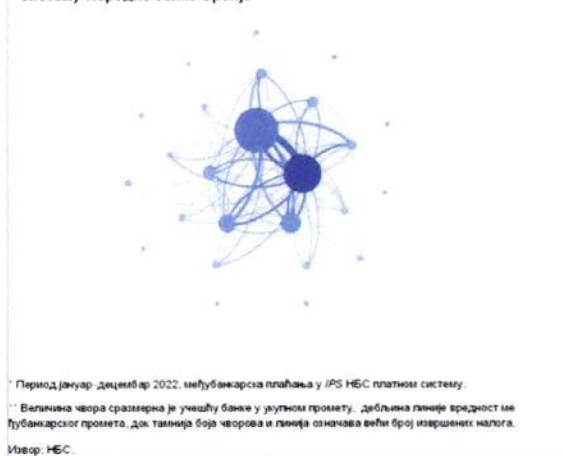 * Период јануар-децембар 2022, међубанкарска плаћања у IPS НБС платном систему.
** Величина чвора сразмерна је учешћу банке у укупном промету, дебљина линије вредност ме
ђубанкарског промета, док тамнија боја чворова и линија означава већи број извршених налога.
Извор: НБС.